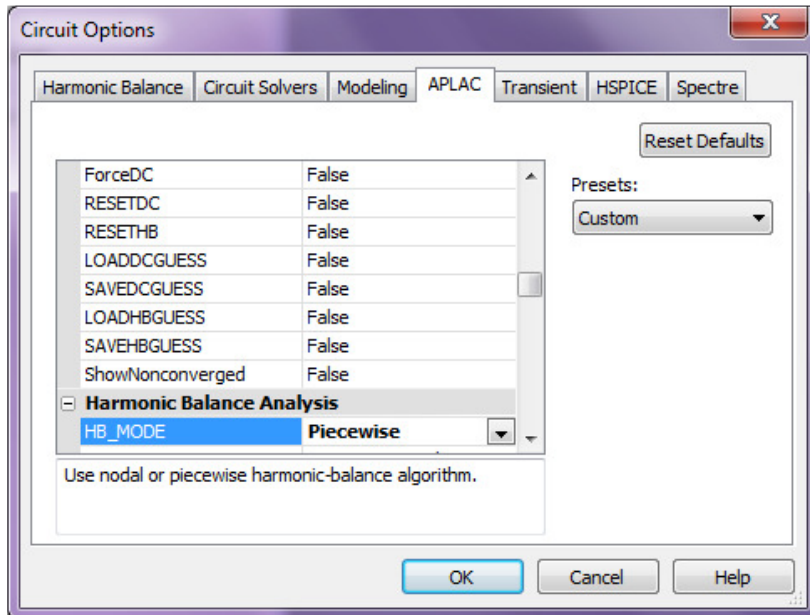 Circuit Options
Harmonic Balance Circuit Solvers Modeling APLAC Transient HSPICE Spectre
Reset Defaults
Presets:
Custom
ForceDC False
RESETDC False
RESETHB False
LOADDCGUESS False
SAVEDCGUESS False
LOADHBGUESS False
SAVEHBGUESS False
ShowNonconverged False
Harmonic Balance Analysis
HB_MODE Piecewise
Use nodal or piecewise harmonic-balance algorithm.
OK Cancel Help